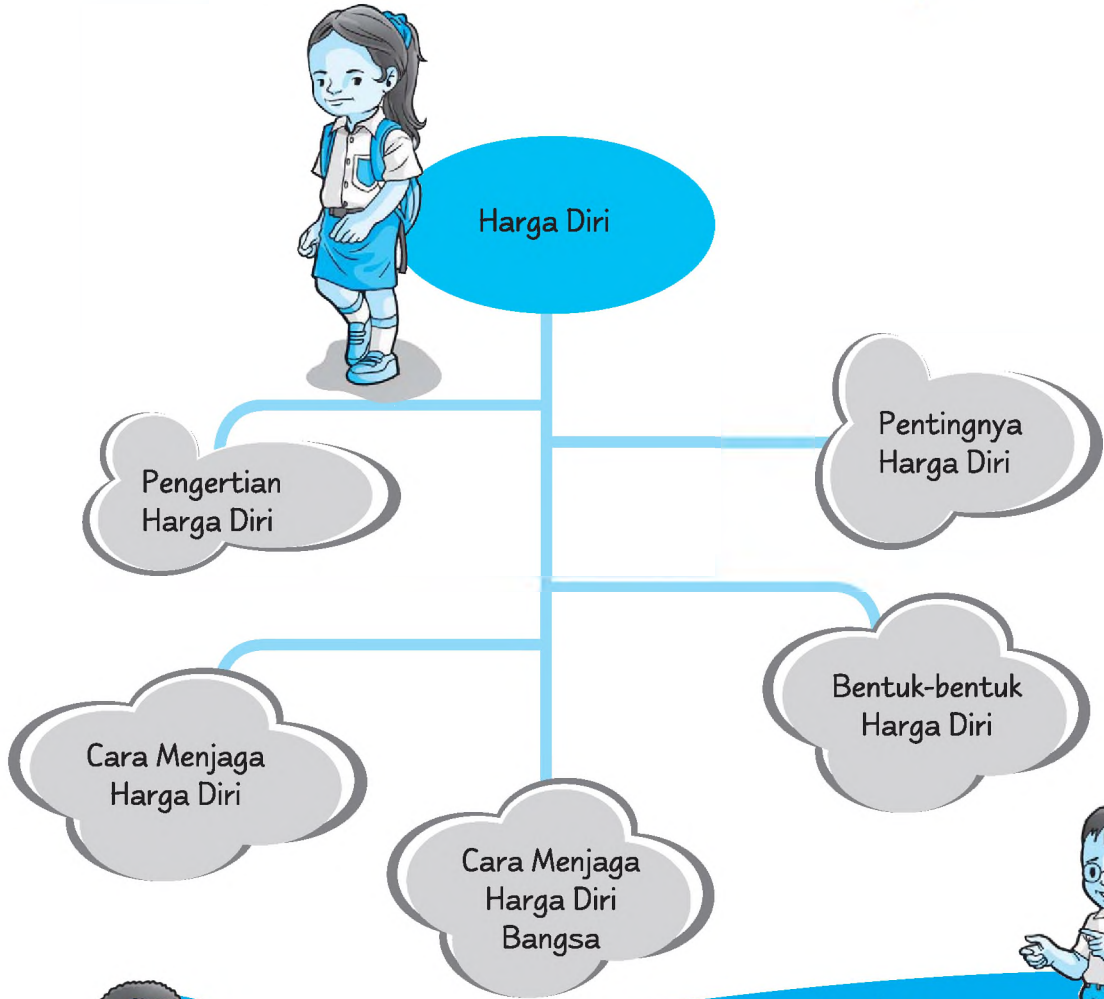 Harga Diri
Pengertian
Harga Diri
Pentingnya
Harga Diri
Cara Menjaga
Harga Diri
Bentuk-bentuk
Harga Diri
Cara Menjaga
Harga Diri
Bangsa